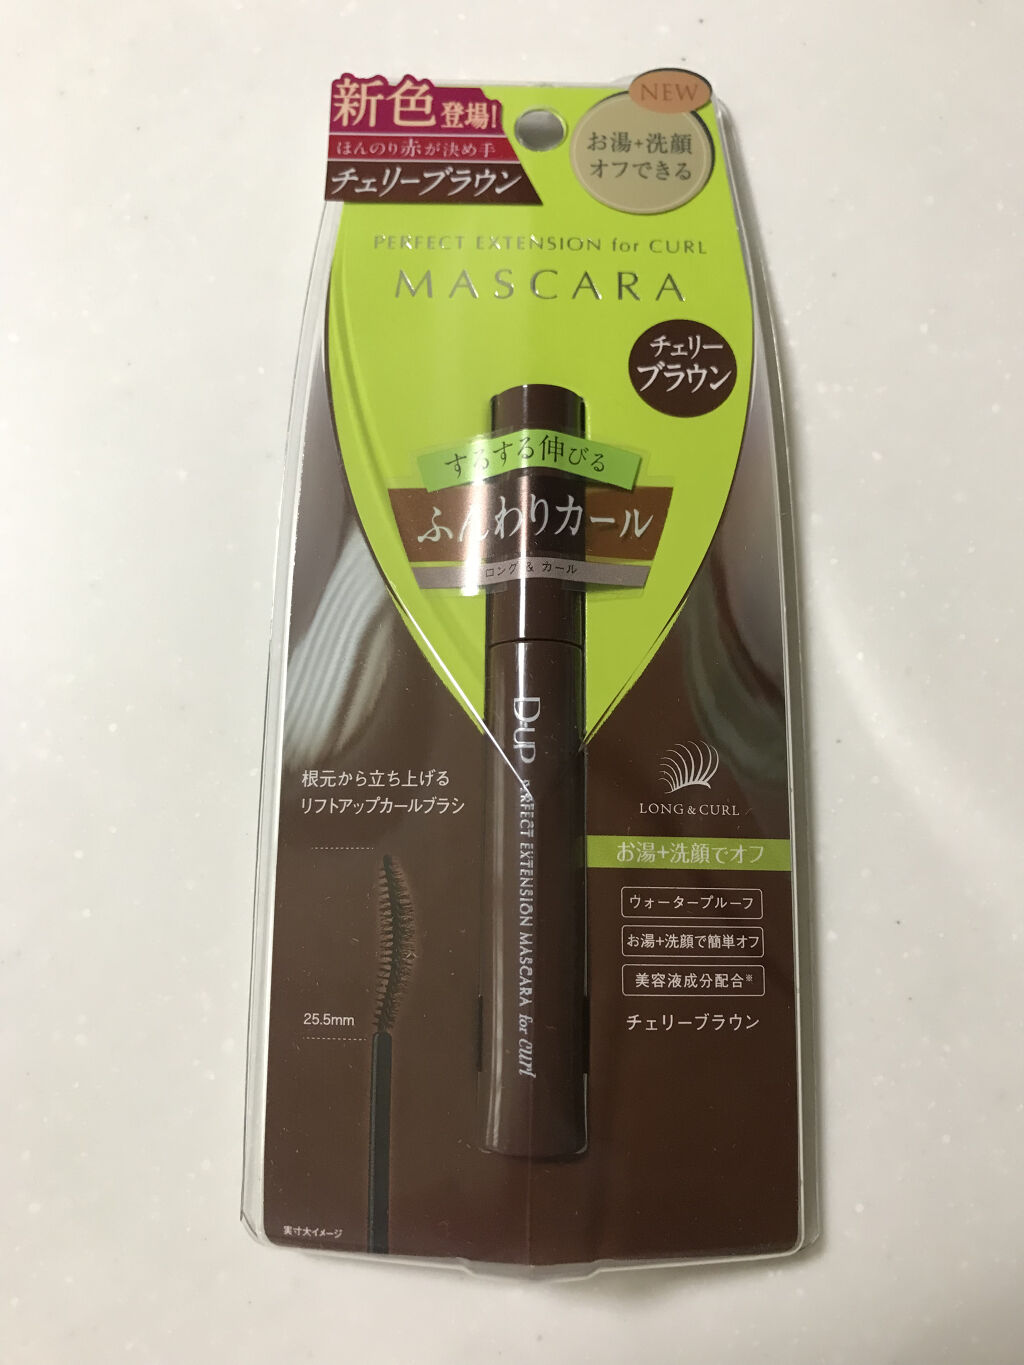 新色登場!
ほんのり赤が決め手
チェリーブラウン
NEW
お湯+洗顔
オフできる
PERFECT EXTENSION for CURL
MASCARA
チェリー
ブラウン
するする伸びる
ふんわりカール
ロング & カール
D-UP
PERFECT EXTENSION MASCARA for curl
根元から立ち上げる
リフトアップカールブラシ
25.5mm
実寸大イメージ
LONG & CURL
お湯+洗顔でオフ
ウォータープルーフ
お湯+洗顔で簡単オフ
美容液成分配合※
チェリーブラウン